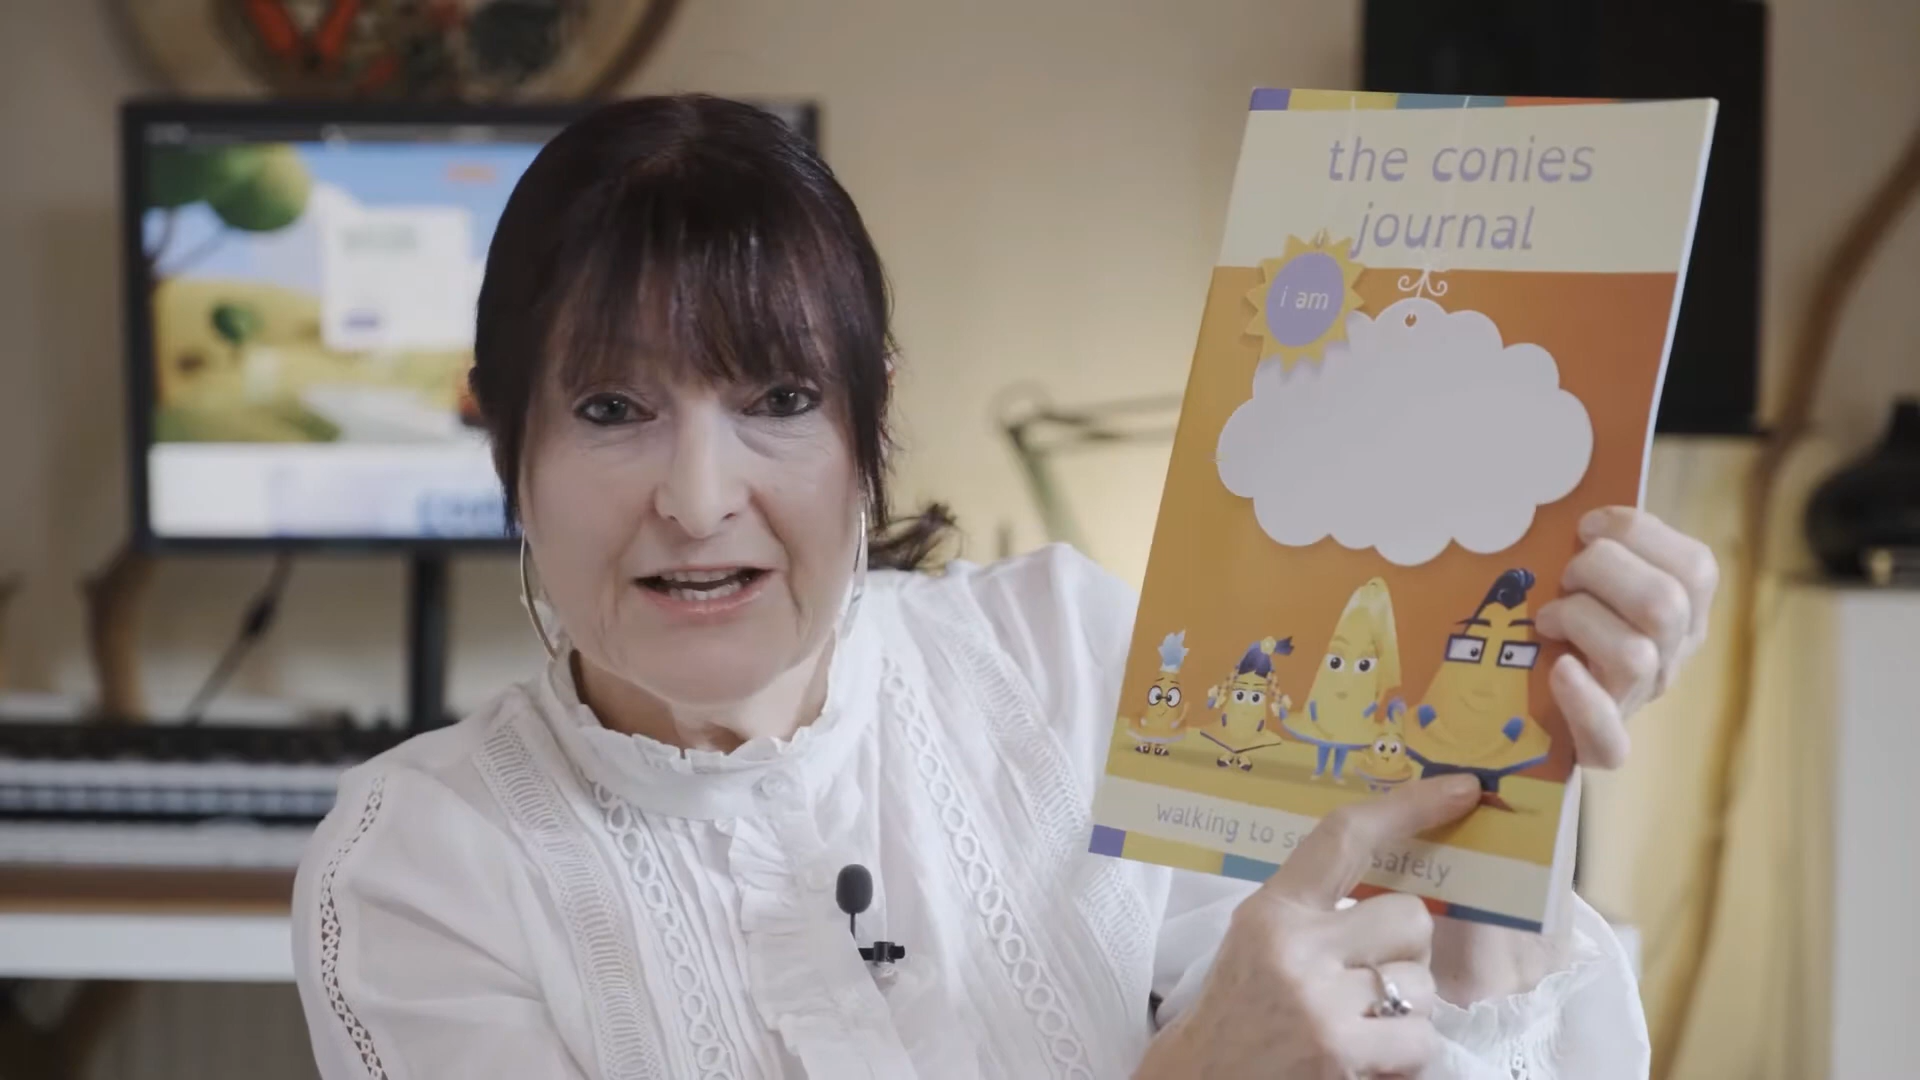 the conies
journal
i am
walking to safely